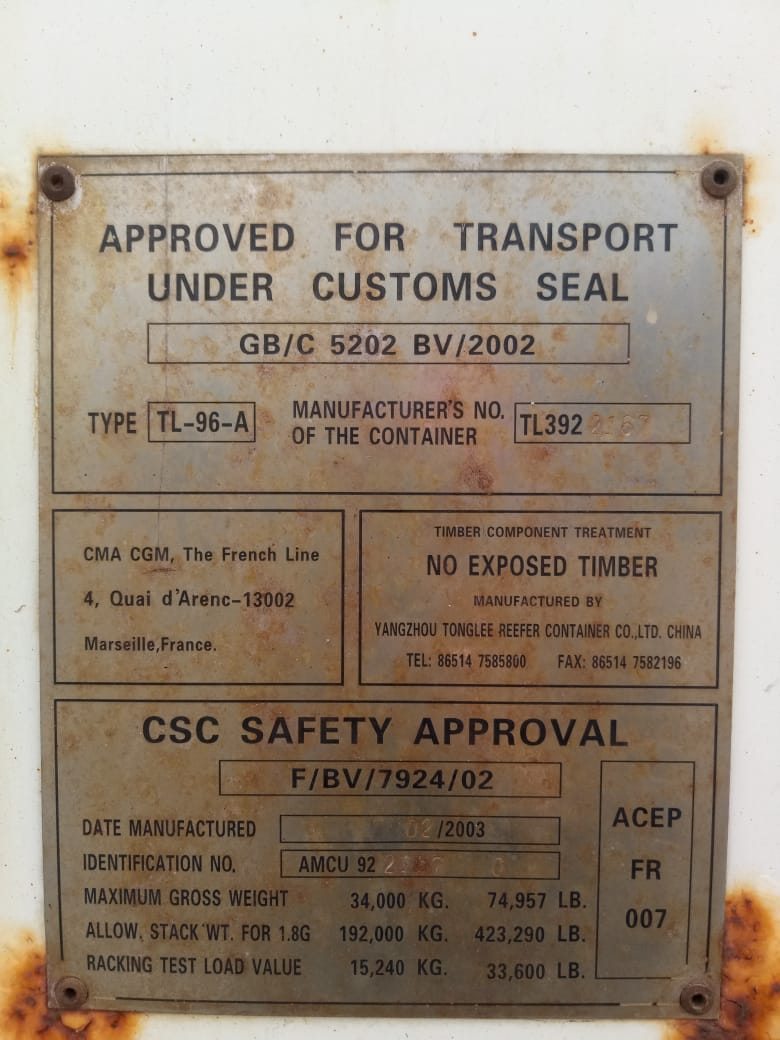 APPROVED FOR TRANSPORT
UNDER CUSTOMS SEAL
GB/C 5202 BV/2002
TYPE TL-96-A MANUFACTURER'S NO. OF THE CONTAINER TL392
CMA CGM, The French Line
4, Quai d'Arenc-13002
Marseille,France.
TIMBER COMPONENT TREATMENT
NO EXPOSED TIMBER
MANUFACTURED BY
YANGZHOU TONGLEE REEFER CONTAINER CO.,LTD. CHINA
TEL: 86514 7585800 FAX: 86514 7582196
CSC SAFETY APPROVAL
F/BV/7924/02
DATE MANUFACTURED 02/2003
IDENTIFICATION NO. AMCU 92
MAXIMUM GROSS WEIGHT 34,000 KG. 74,957 LB.
ALLOW. STACK WT. FOR 1.8G 192,000 KG. 423,290 LB.
RACKING TEST LOAD VALUE 15,240 KG. 33,600 LB.
ACEP
FR
007